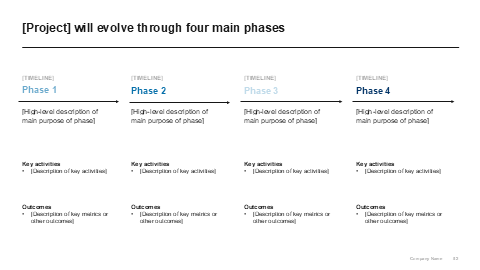 [Project] will evolve through four main phases
[TIMELINE]
Phase 1
[High-level description of
main purpose of phase]
Key activities
• [Description of key activities]
Outcomes
• [Description of key metrics or
other outcomes]
[TIMELINE]
Phase 2
[High-level description of
main purpose of phase]
Key activities
• [Description of key activities]
Outcomes
• [Description of key metrics or
other outcomes]
[TIMELINE]
Phase 3
[High-level description of
main purpose of phase]
Key activities
• [Description of key activities]
Outcomes
• [Description of key metrics or
other outcomes]
[TIMELINE]
Phase 4
[High-level description of
main purpose of phase]
Key activities
• [Description of key activities]
Outcomes
• [Description of key metrics or
other outcomes]
Company Name